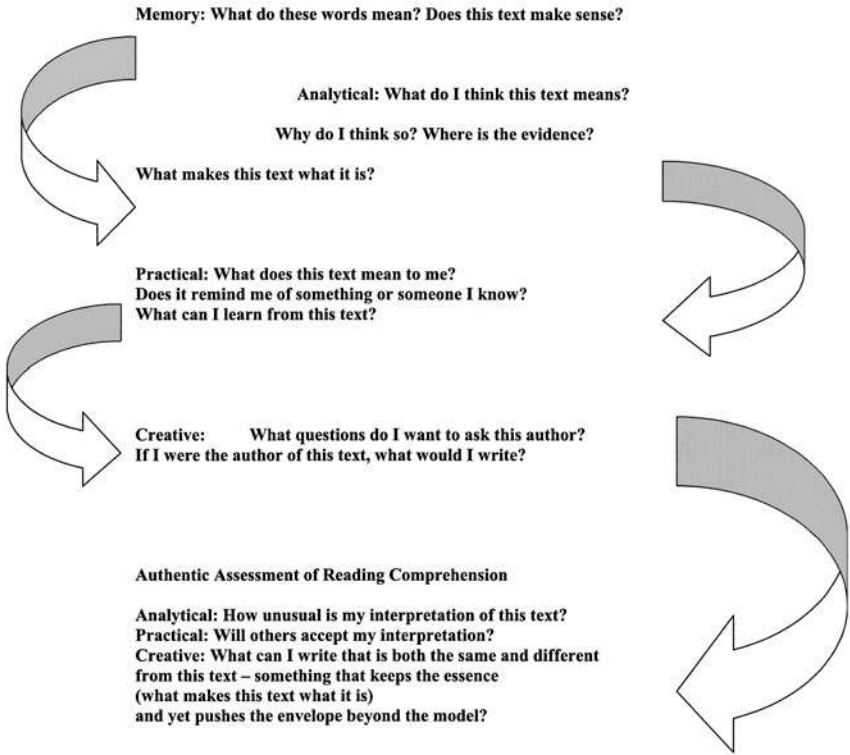 Memory: What do these words mean? Does this text make sense?
Analytical: What do I think this text means?
Why do I think so? Where is the evidence?
What makes this text what it is?
Practical: What does this text mean to me?
Does it remind me of something or someone I know?
What can I learn from this text?
Creative: What questions do I want to ask this author?
If I were the author of this text, what would I write?
Authentic Assessment of Reading Comprehension
Analytical: How unusual is my interpretation of this text?
Practical: Will others accept my interpretation?
Creative: What can I write that is both the same and different
from this text – something that keeps the essence
(what makes this text what it is)
and yet pushes the envelope beyond the model?